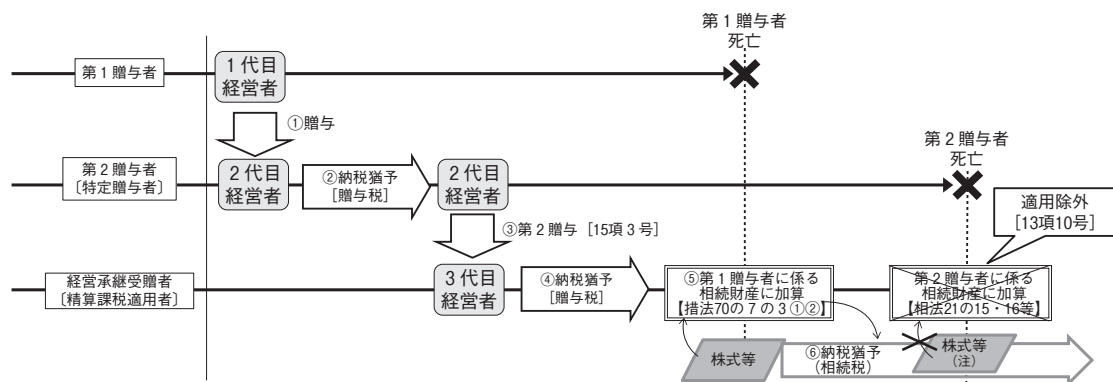 第1贈与者
死亡
第1贈与者
1代目
経営者
①贈与
第2贈与者
死亡
第2贈与者
〔特定贈与者〕
2代目
経営者
②納税猶予
[贈与税]
2代目
経営者
適用除外
[13項10号]
③第2贈与［15項3号］
経営承継受贈者
［精算課税適用者］
3代目
経営者
④納税猶予
[贈与税]
⑤第1贈与者に係る
相続財産に加算
【措法70の7の3①②】
第2贈与者に係る
相続財産に加算
【相法21の15・16等】
株式等
⑥納税猶予
(相続税)
株式等
(注)